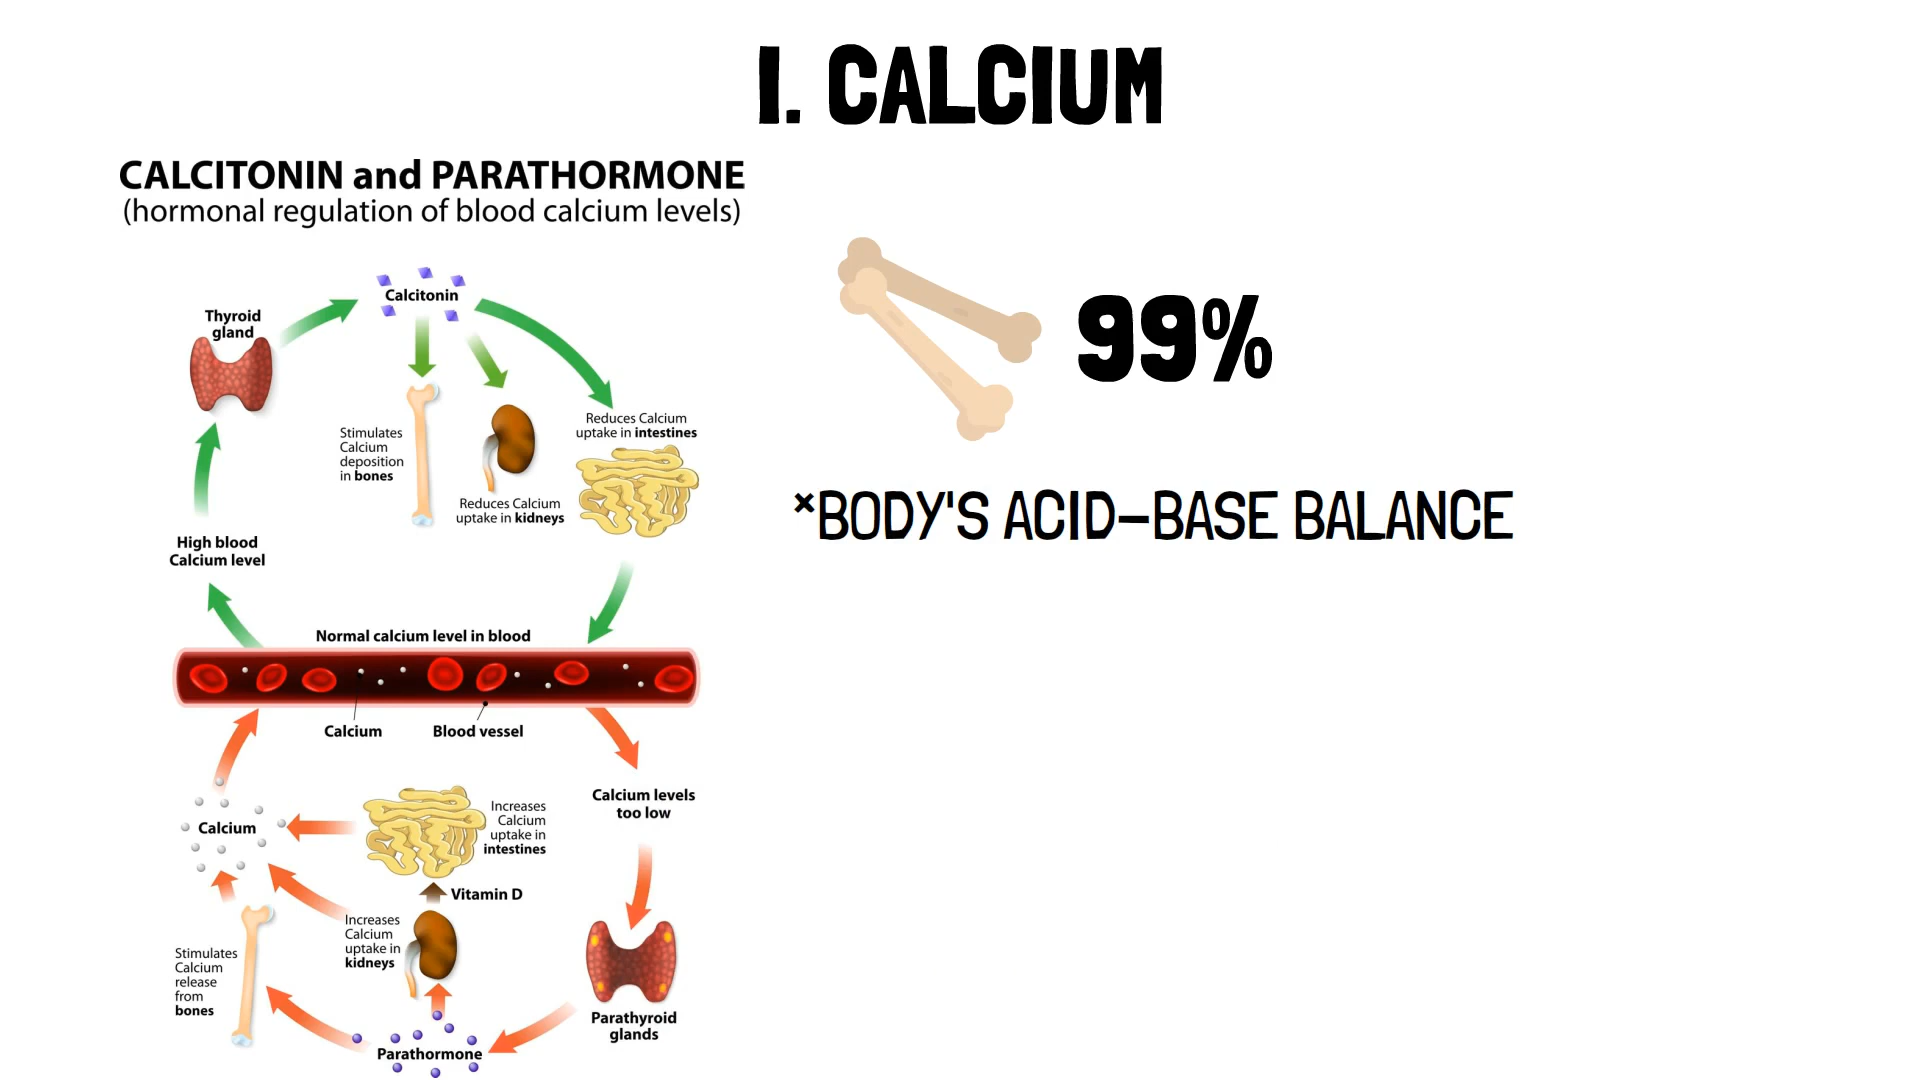 I. CALCIUM
CALCITONIN and PARATHORMONE
(hormonal regulation of blood calcium levels)
Calcitonin
Thyroid
gland
99%
Reduces Calcium
uptake in intestines
Stimulates
Calcium
deposition
in bones
Reduces Calcium
uptake in kidneys
*BODY'S ACID-BASE BALANCE
High blood
Calcium level
Normal calcium level in blood
Calcium
Blood vessel
Calcium levels
too low
Increases
Calcium
uptake in
intestines
Calcium
Vitamin D
Increases
Calcium
uptake in
kidneys
Stimulates
Calcium
release
from
bones
Parathyroid
glands
Parathormone